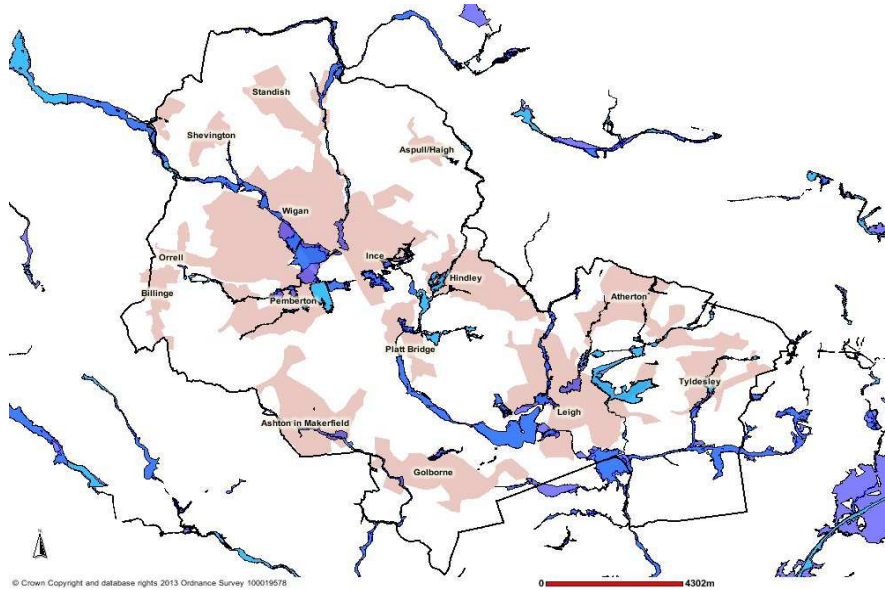 Standish
Shevington
Aspull/Haigh
Wigan
Ince
Orrell
Hindley
Billinge
Pemberton
Atherton
Platt Bridge
Tyldesley
Leigh
Ashton in Makerfield
Golborne
N
© Crown Copyright and database rights 2013 Ordnance Survey 100019578
0 4302m